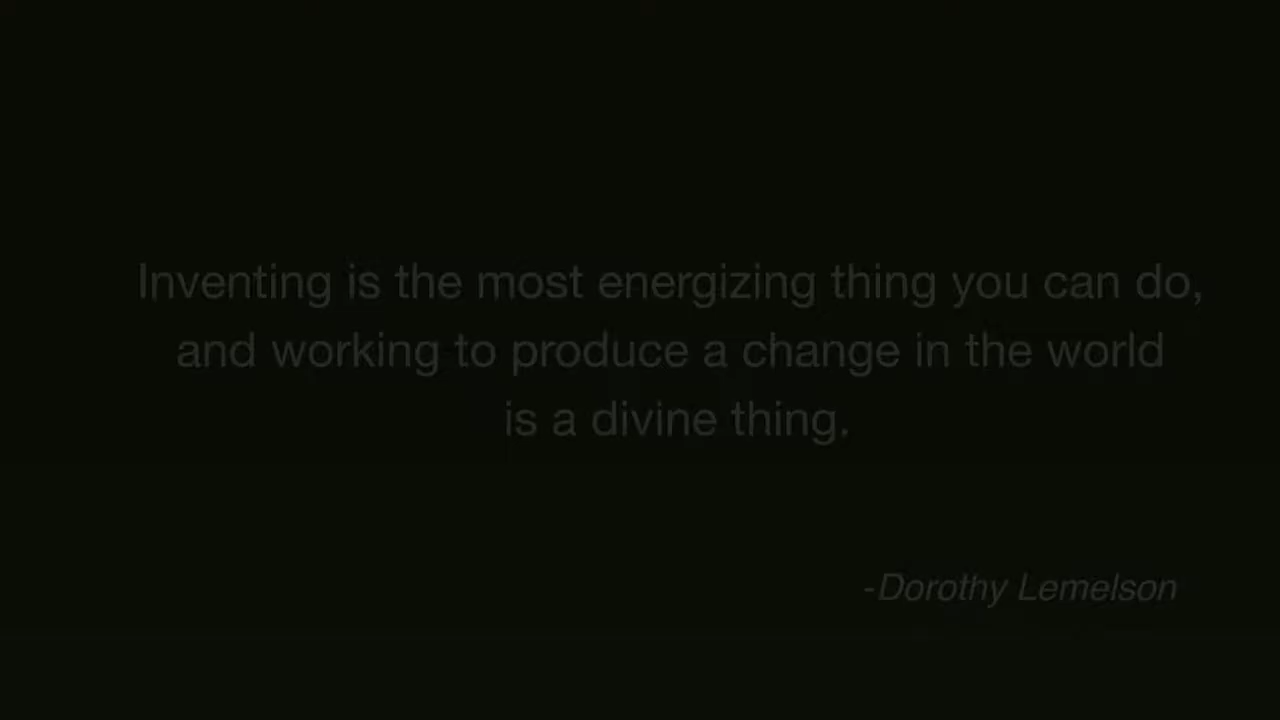 Inventing is the most energizing thing you can do,
and working to produce a change in the world
is a divine thing.
-Dorothy Lemelson